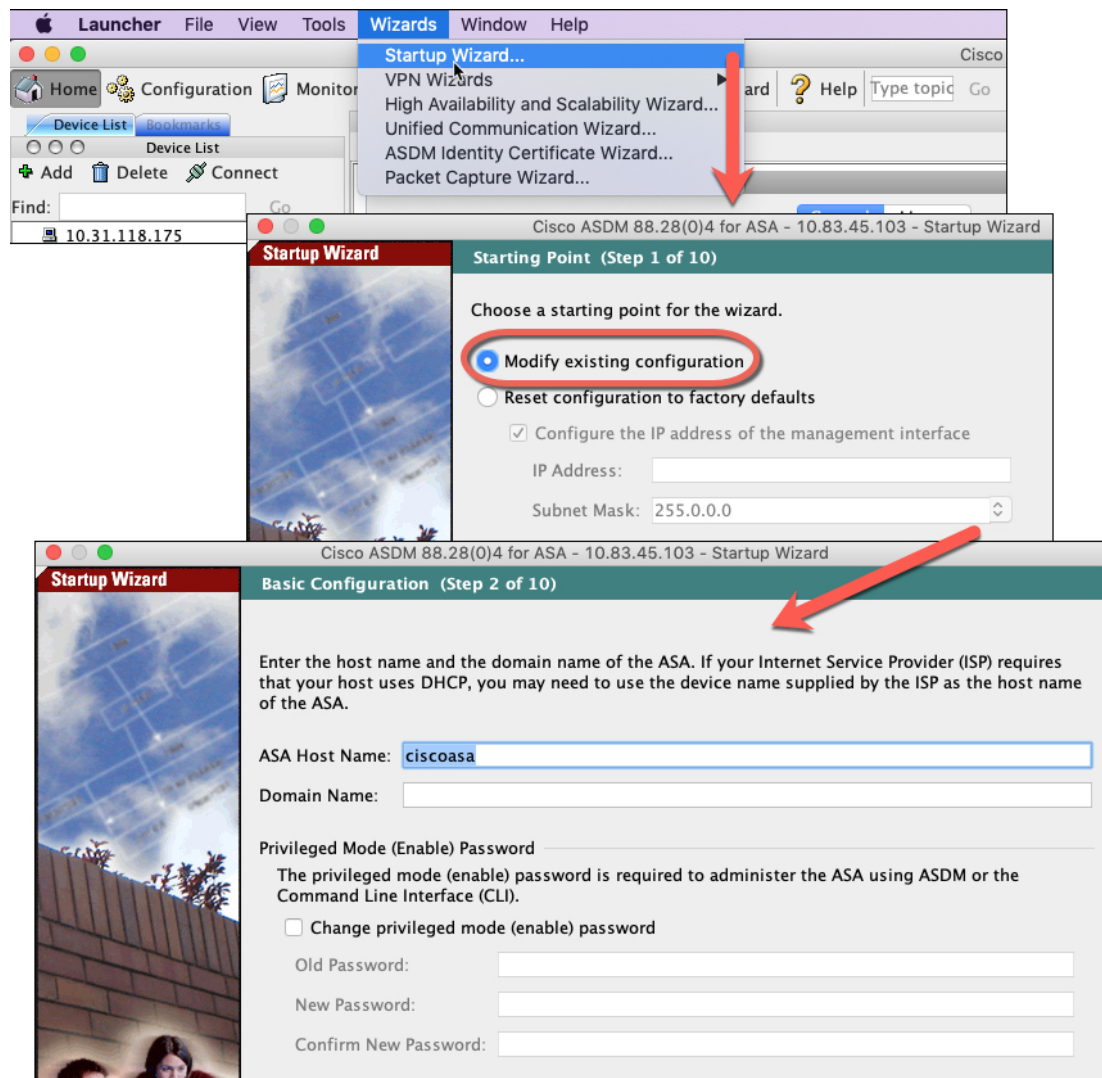 Launcher File View Tools Wizards Window Help
Startup Wizard...
VPN Wizards
High Availability and Scalability Wizard...
Unified Communication Wizard...
ASDM Identity Certificate Wizard...
Packet Capture Wizard...
Cisco
Home Configuration Monitor
ard Help Type topic Go
Device List Bookmarks
Device List
Add Delete Connect
Find: Go
10.31.118.175
Cisco ASDM 88.28(0)4 for ASA - 10.83.45.103 - Startup Wizard
Startup Wizard
Starting Point (Step 1 of 10)
Choose a starting point for the wizard.
Modify existing configuration
Reset configuration to factory defaults
Configure the IP address of the management interface
IP Address:
Subnet Mask: 255.0.0.0
Cisco ASDM 88.28(0)4 for ASA - 10.83.45.103 - Startup Wizard
Startup Wizard
Basic Configuration (Step 2 of 10)
Enter the host name and the domain name of the ASA. If your Internet Service Provider (ISP) requires
that your host uses DHCP, you may need to use the device name supplied by the ISP as the host name
of the ASA.
ASA Host Name: ciscoasa
Domain Name:
Privileged Mode (Enable) Password
The privileged mode (enable) password is required to administer the ASA using ASDM or the
Command Line Interface (CLI).
Change privileged mode (enable) password
Old Password:
New Password:
Confirm New Password: